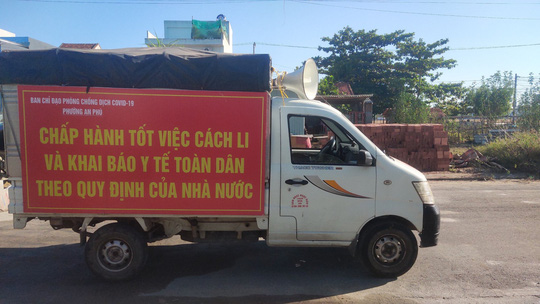 BAN CHỈ ĐẠO PHÒNG CHỐNG DỊCH COVID-19
PHƯỜNG AN PHÚ
CHẤP HÀNH TỐT VIỆC CÁCH LI
VÀ KHAI BÁO Y TẾ TOÀN DÂN
THEO QUY ĐỊNH CỦA NHÀ NƯỚC